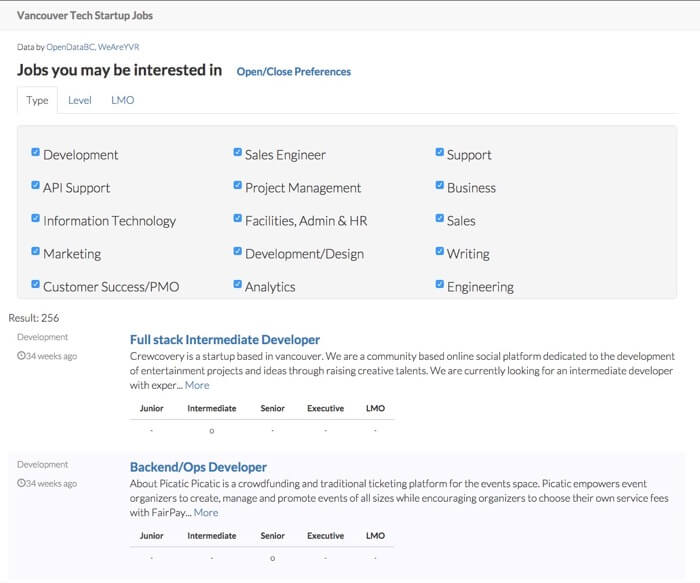 Vancouver Tech Startup Jobs
Data by OpenDataBC, WeAreYVR
Jobs you may be interested in Open/Close Preferences
Type Level LMO
Development Sales Engineer Support
API Support Project Management Business
Information Technology Facilities, Admin & HR Sales
Marketing Development/Design Writing
Customer Success/PMO Analytics Engineering
Result: 256
Development Full stack Intermediate Developer
34 weeks ago Crewcovery is a startup based in vancouver. We are a community based online social platform dedicated to the development
of entertainment projects and ideas through raising creative talents. We are currently looking for an intermediate developer
with exper... More
Junior Intermediate Senior Executive LMO
- o - - -
Development Backend/Ops Developer
34 weeks ago About Picatic Picatic is a crowdfunding and traditional ticketing platform for the events space. Picatic empowers event
organizers to create, manage and promote events of all sizes while encouraging organizers to choose their own service fees
with FairPay... More
Junior Intermediate Senior Executive LMO
- - o - -